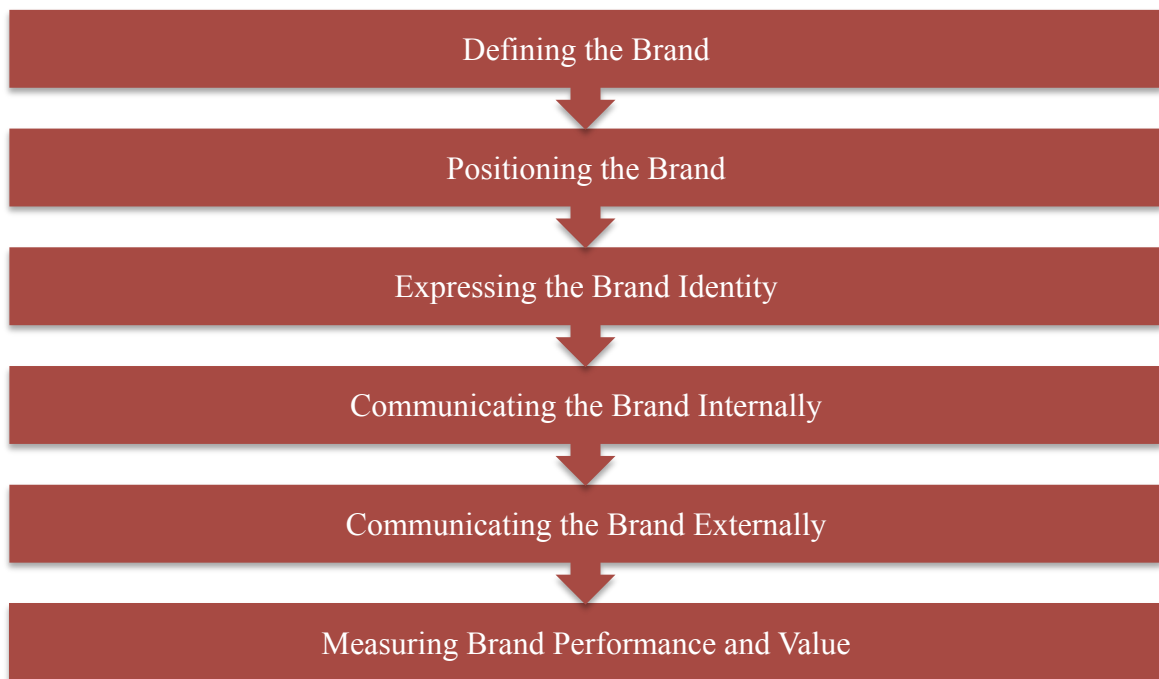 Defining the Brand
Positioning the Brand
Expressing the Brand Identity
Communicating the Brand Internally
Communicating the Brand Externally
Measuring Brand Performance and Value